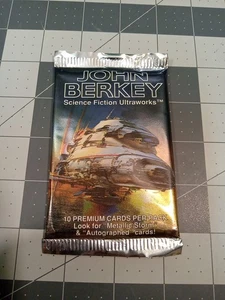 JOHN
BERKEY
Science Fiction Ultraworks™
10 PREMIUM CARDS PER PACK
Look for "Metallic Storm"
& "Autographed" cards!